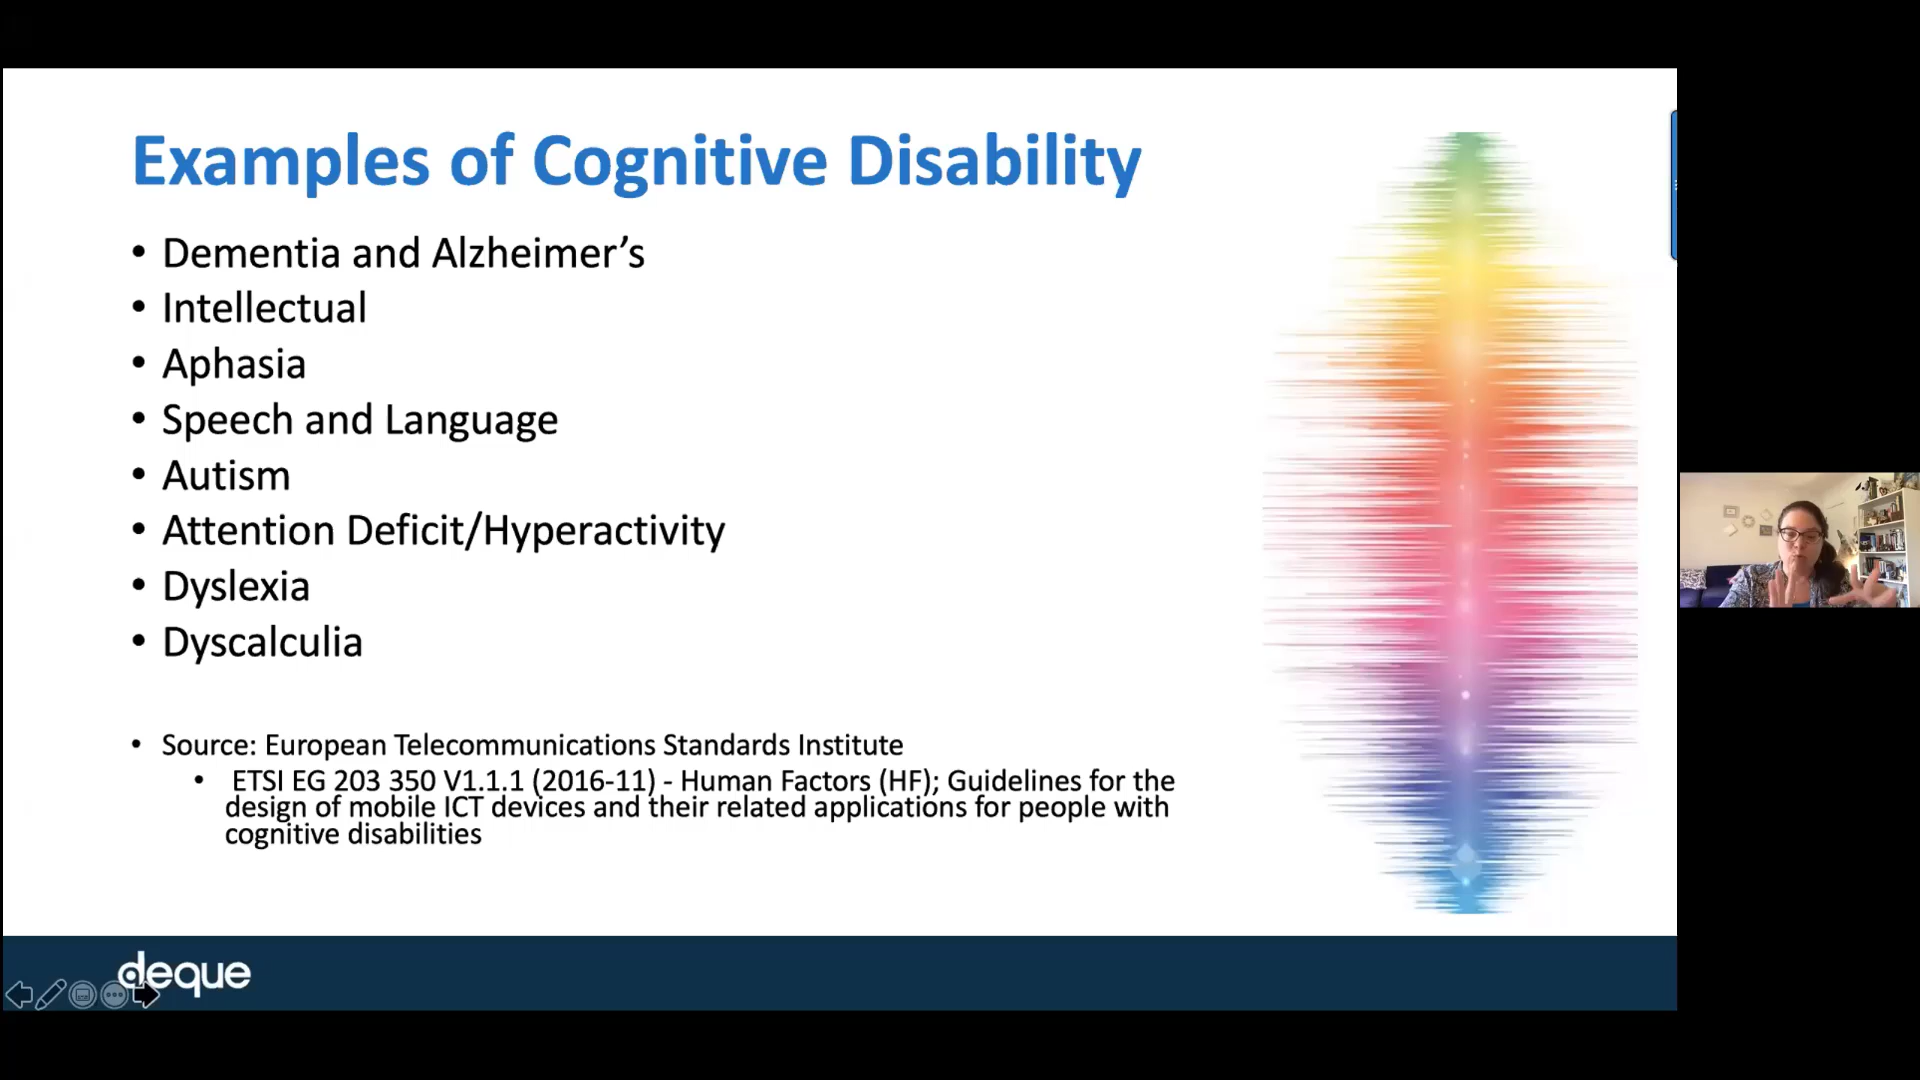 Examples of Cognitive Disability
• Dementia and Alzheimer’s
• Intellectual
• Aphasia
• Speech and Language
• Autism
• Attention Deficit/Hyperactivity
• Dyslexia
• Dyscalculia
• Source: European Telecommunications Standards Institute
• ETSI EG 203 350 V1.1.1 (2016-11) - Human Factors (HF); Guidelines for the
design of mobile ICT devices and their related applications for people with
cognitive disabilities
deque